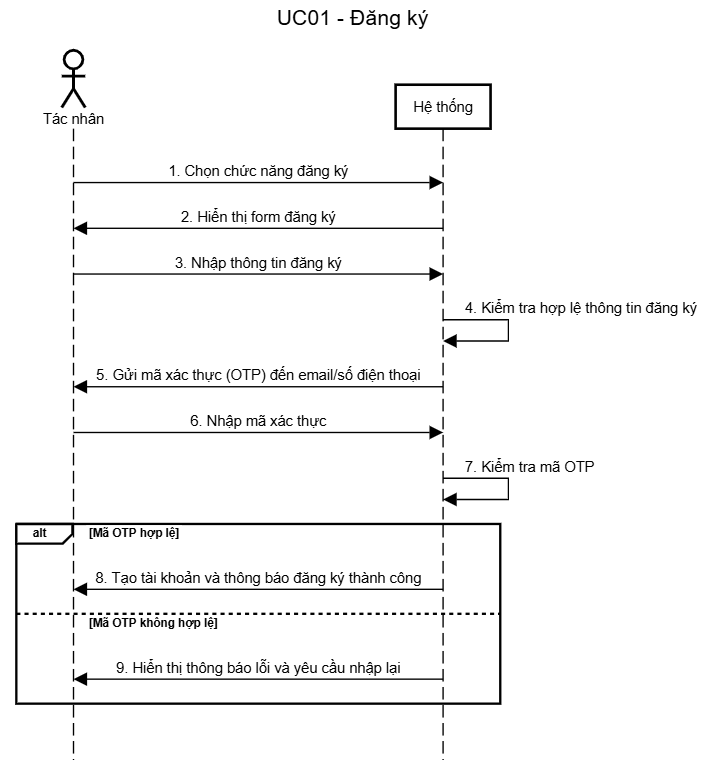 UC01 - Đăng ký
Tác nhân
Hệ thống
1. Chọn chức năng đăng ký
2. Hiển thị form đăng ký
3. Nhập thông tin đăng ký
4. Kiểm tra hợp lệ thông tin đăng ký
5. Gửi mã xác thực (OTP) đến email/số điện thoại
6. Nhập mã xác thực
7. Kiểm tra mã OTP
alt
[Mã OTP hợp lệ]
8. Tạo tài khoản và thông báo đăng ký thành công
[Mã OTP không hợp lệ]
9. Hiển thị thông báo lỗi và yêu cầu nhập lại